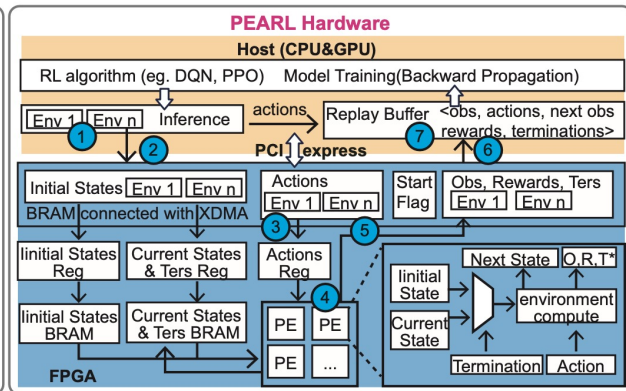 PEARL Hardware
Host (CPU&GPU)
RL algorithm (eg. DQN, PPO) Model Training(Backward Propagation)
Env 1 Env n Inference
actions
Replay Buffer <obs, actions, next obs
rewards, terminations>
1
2
7
6
PCI express
Initial States Env 1 Env n
Actions
Env 1 Env n
Start
Flag
Obs, Rewards, Ters
Env 1 Env n
BRAM connected with XDMA
3
5
Iinitial States
Reg
Current States
& Ters Reg
Actions
Reg
Iinitial States
BRAM
Current States
& Ters BRAM
4
PE PE
PE ...
FPGA
Next State O,R,T*
Iinitial
State
Current
State
environment
compute
Termination Action